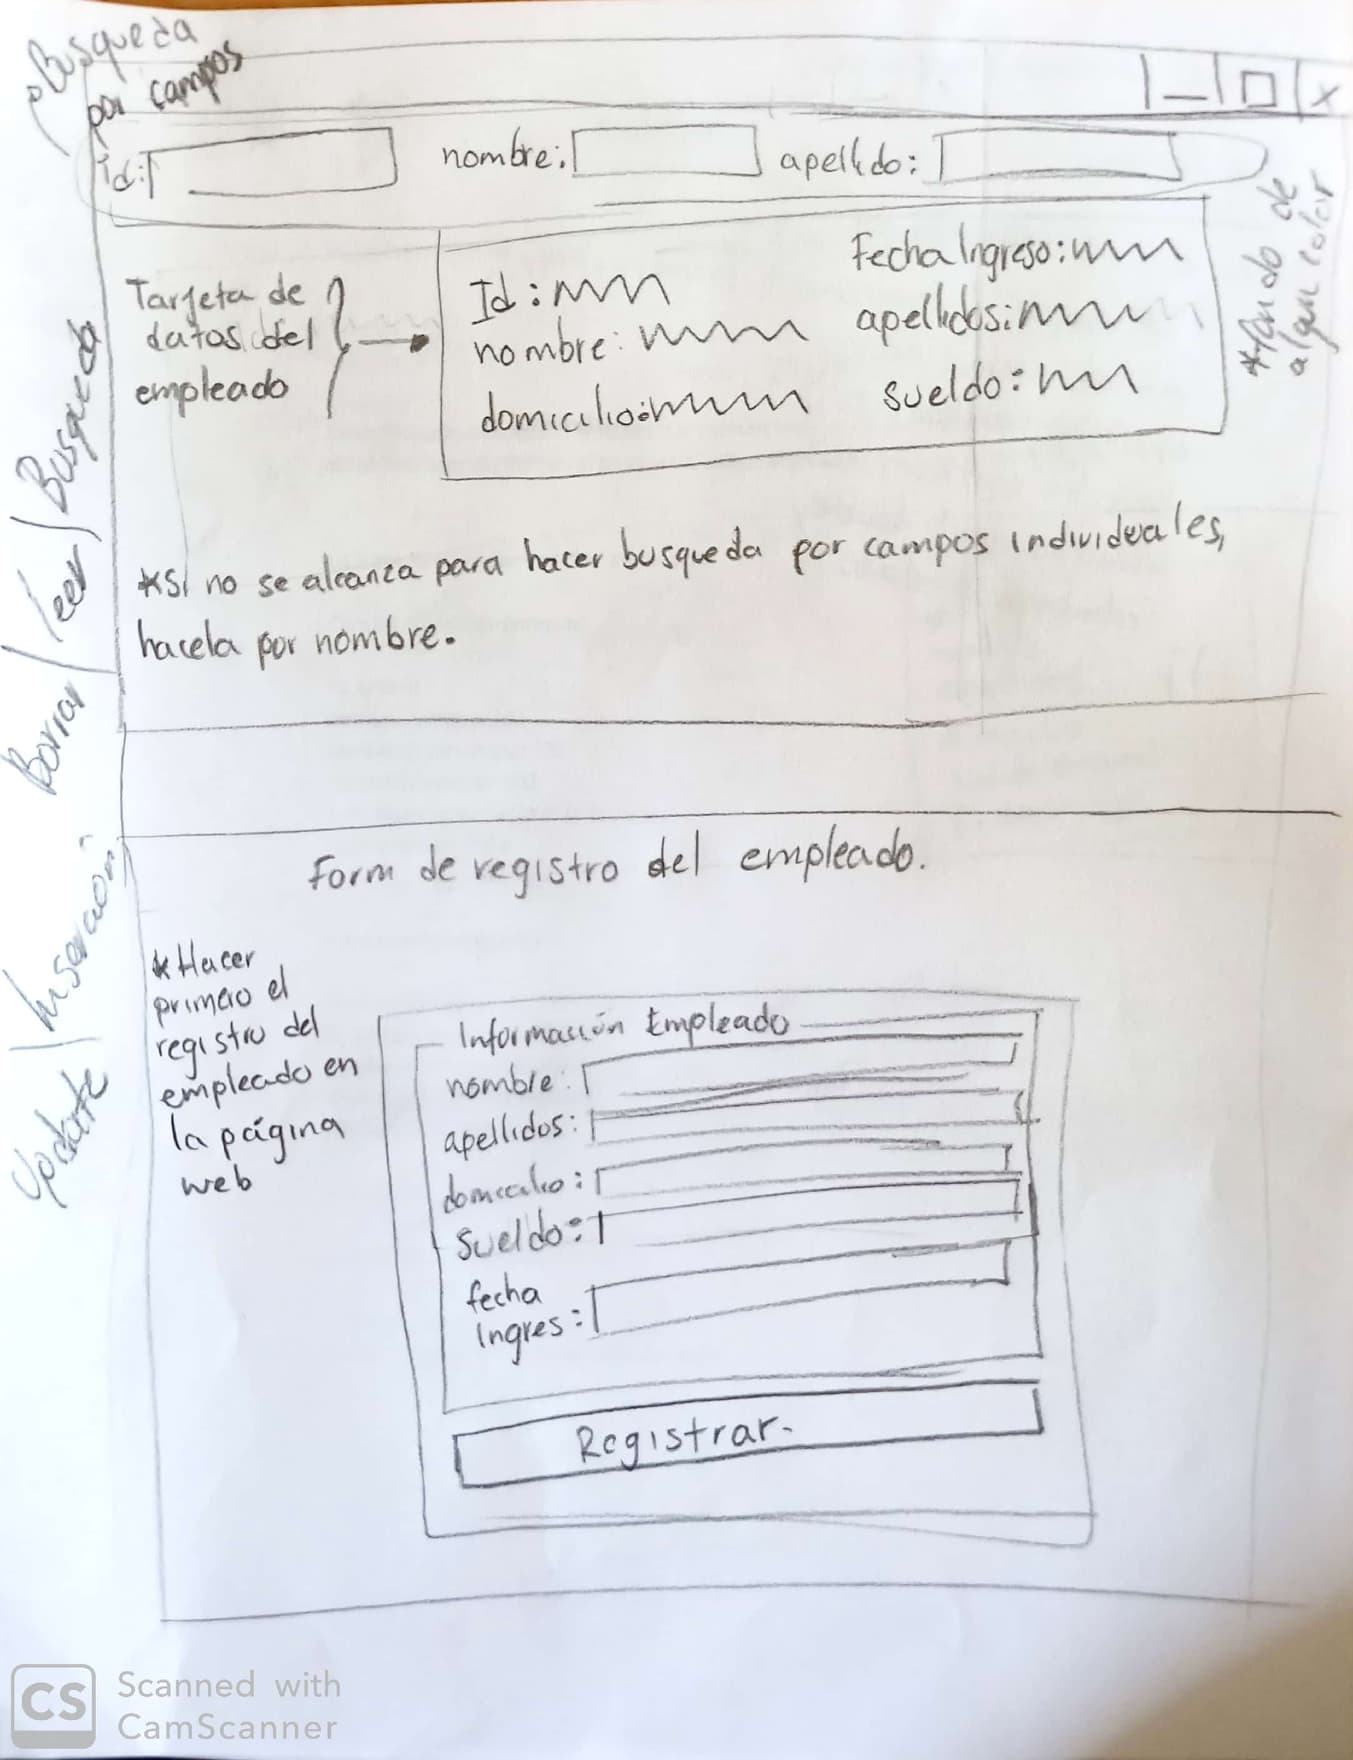 Busqueda
por campos
id:
nombre:
apellido:
*fondo de
algun color
Tarjeta de
datos del
empleado
Id:
nombre:
domicilio:
Fecha Ingreso:
apellidos:
sueldo:
*Si no se alcanza para hacer busqueda por campos individuales,
hacela por nombre.
Borrar / Leer / Busqueda
Form de registro del empleado.
Update / Inserción
*Hacer
primero el
registro del
empleado en
la página
web
Información Empleado
nombre:
apellidos:
domicilio:
Sueldo:
fecha
Ingres:
Registrar.
CS
Scanned with
CamScanner